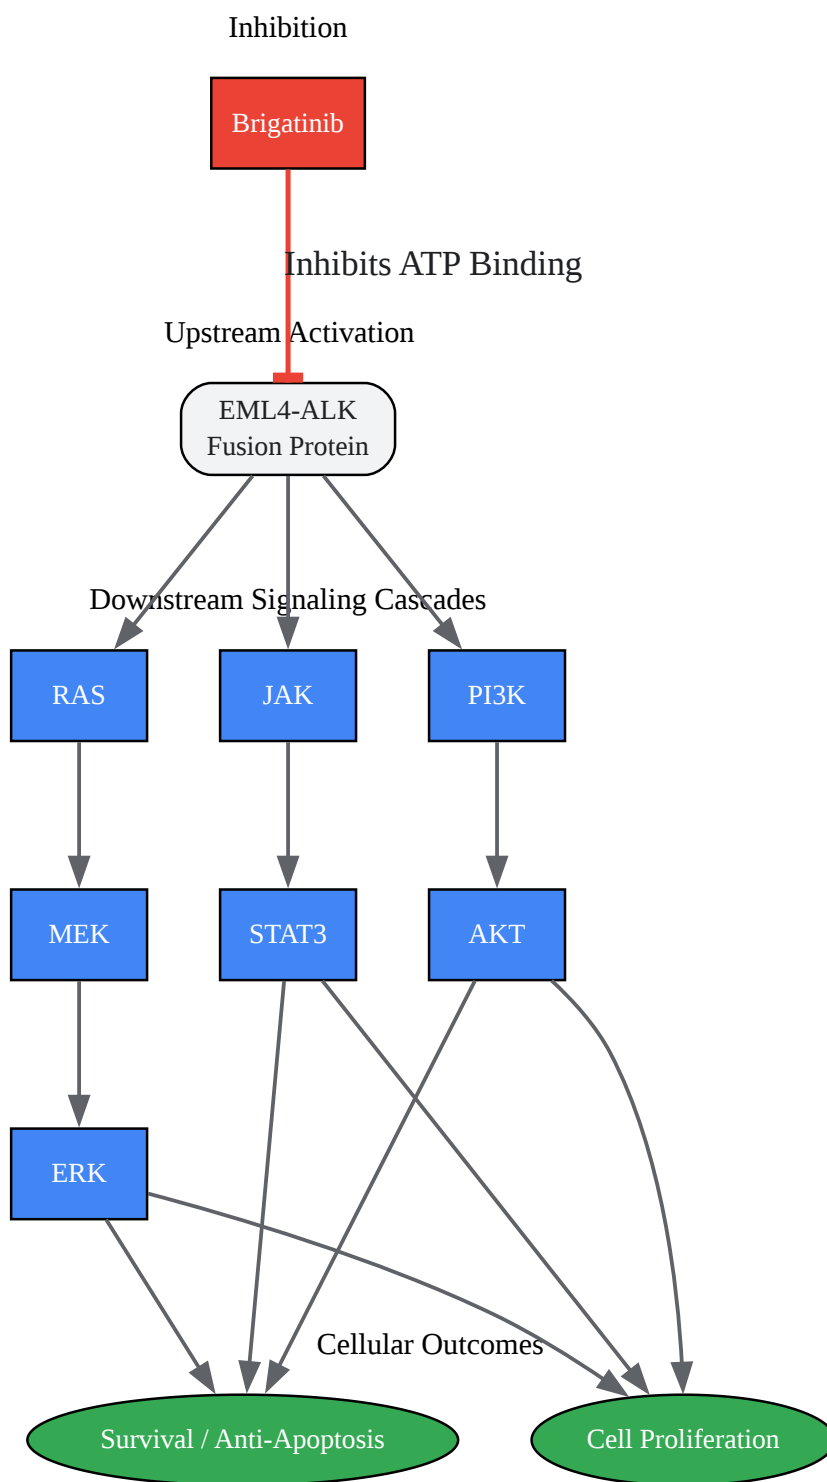 Inhibition
Brigatinib
Inhibits ATP Binding
Upstream Activation
EML4-ALK
Fusion Protein
Downstream Signaling Cascades
RAS
JAK
PI3K
MEK
STAT3
AKT
ERK
Cellular Outcomes
Survival / Anti-Apoptosis
Cell Proliferation